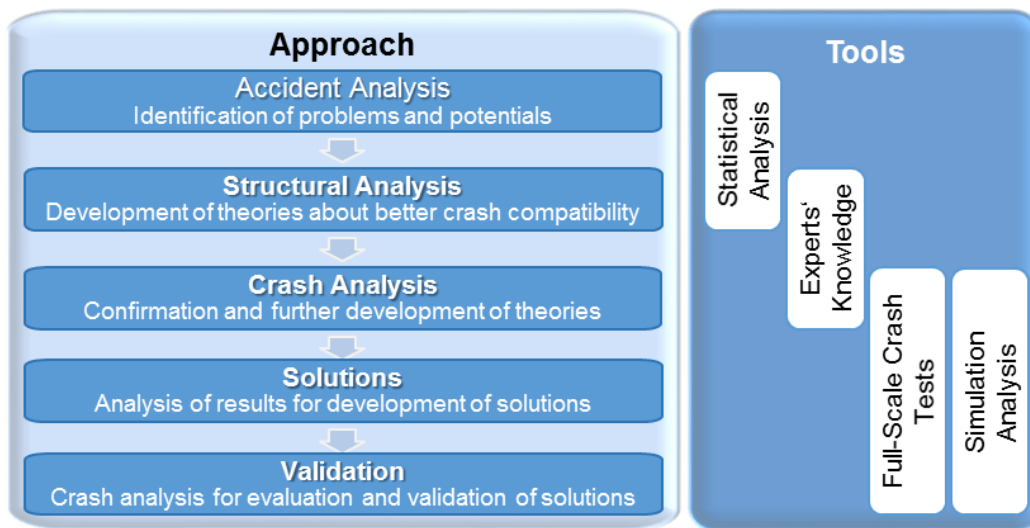 Approach
Accident Analysis
Identification of problems and potentials
Structural Analysis
Development of theories about better crash compatibility
Crash Analysis
Confirmation and further development of theories
Solutions
Analysis of results for development of solutions
Validation
Crash analysis for evaluation and validation of solutions
Tools
Statistical
Analysis
Experts‘
Knowledge
Full-Scale Crash
Tests
Simulation
Analysis